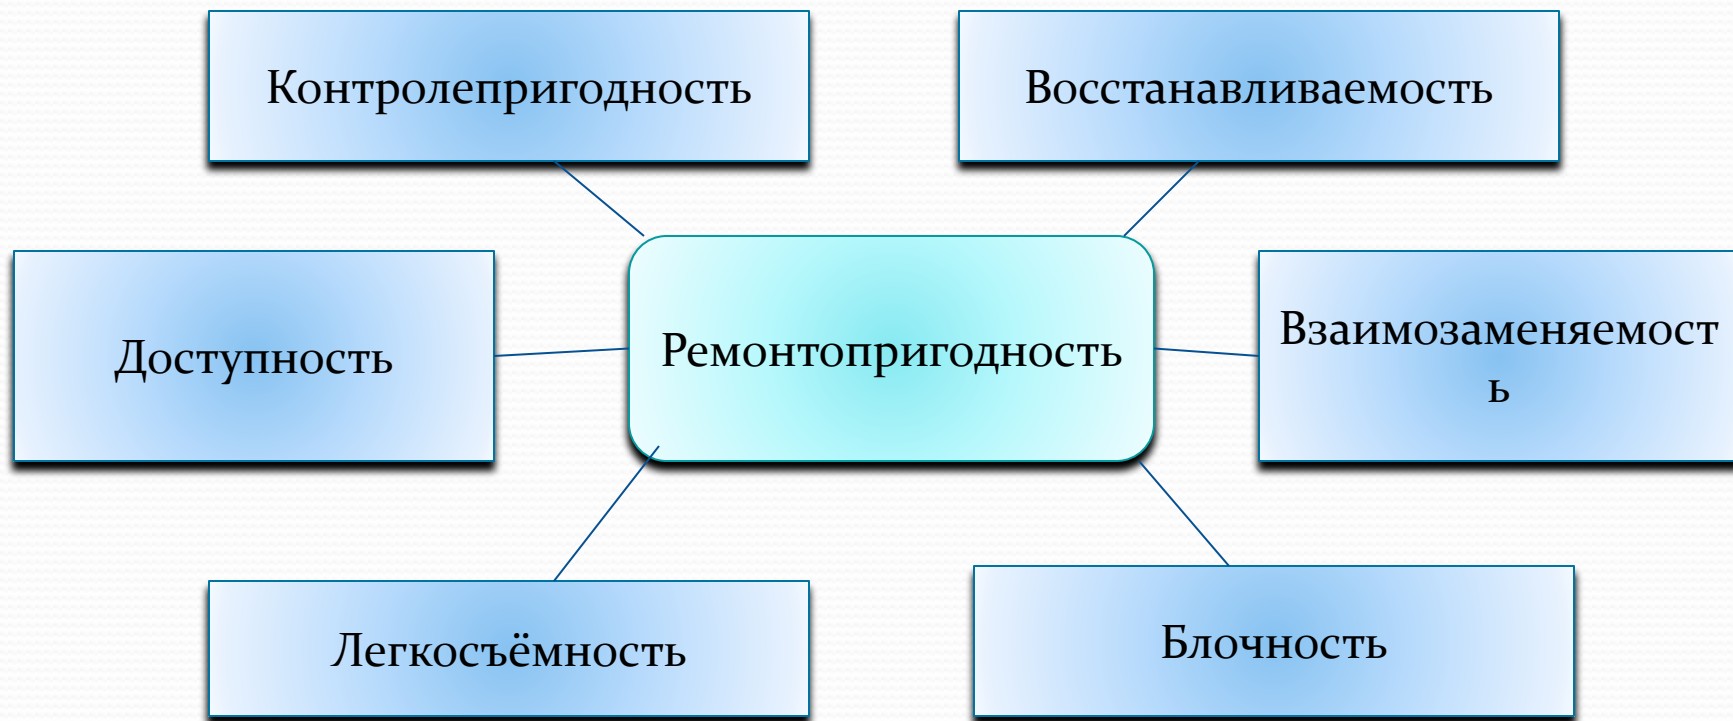 Контролепригодность
Восстанавливаемость
Доступность
Ремонтопригодность
Взаимозаменяемост
ь
Легкосъёмность
Блочность